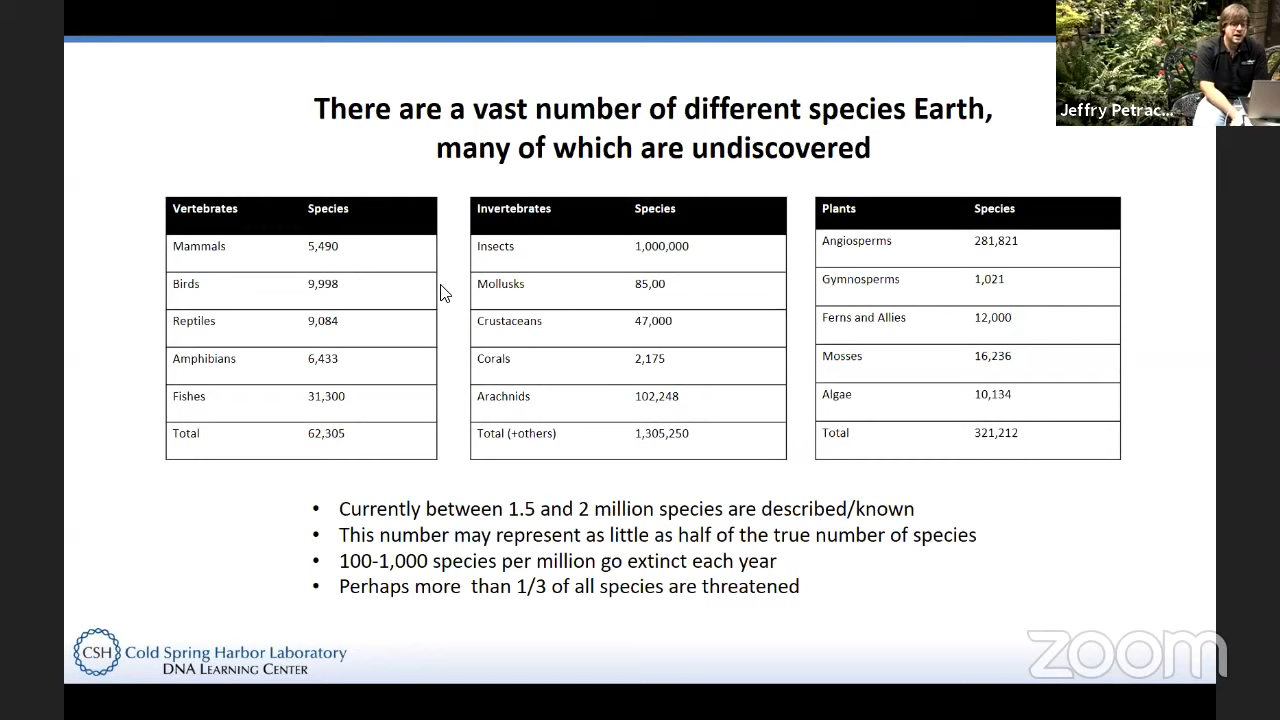 There are a vast number of different species Earth,
many of which are undiscovered
Jeffry Petrac...
Vertebrates Species
Mammals 5,490
Birds 9,998
Reptiles 9,084
Amphibians 6,433
Fishes 31,300
Total 62,305
Invertebrates Species
Insects 1,000,000
Mollusks 85,00
Crustaceans 47,000
Corals 2,175
Arachnids 102,248
Total (+others) 1,305,250
Plants Species
Angiosperms 281,821
Gymnosperms 1,021
Ferns and Allies 12,000
Mosses 16,236
Algae 10,134
Total 321,212
• Currently between 1.5 and 2 million species are described/known
• This number may represent as little as half of the true number of species
• 100-1,000 species per million go extinct each year
• Perhaps more than 1/3 of all species are threatened
CSH Cold Spring Harbor Laboratory
DNA LEARNING CENTER
zoom